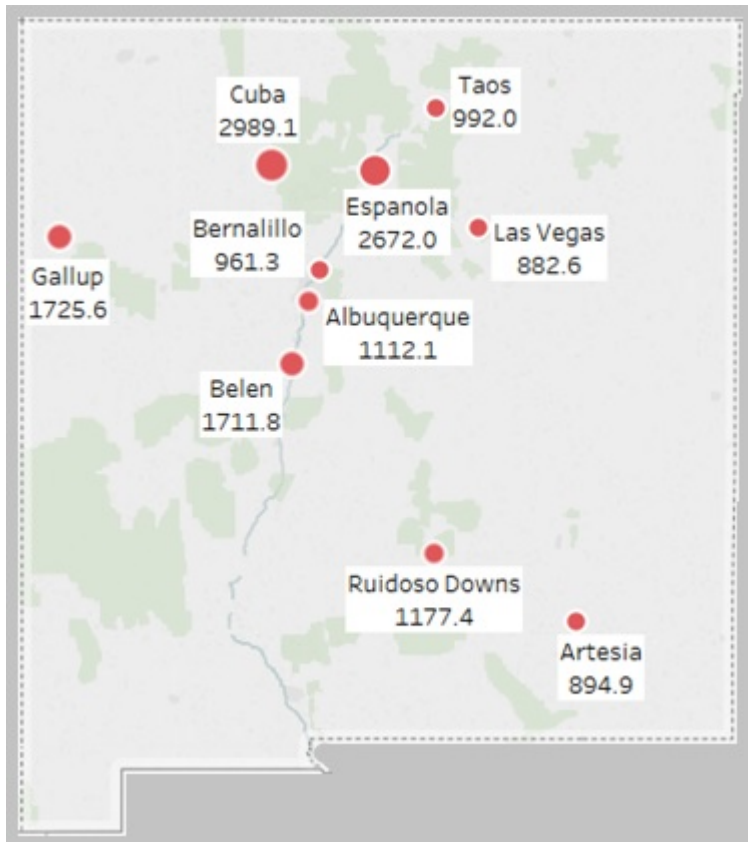 Taos
992.0
Cuba
2989.1
Espanola
2672.0
Bernalillo
961.3
Las Vegas
882.6
Gallup
1725.6
Albuquerque
1112.1
Belen
1711.8
Ruidoso Downs
1177.4
Artesia
894.9